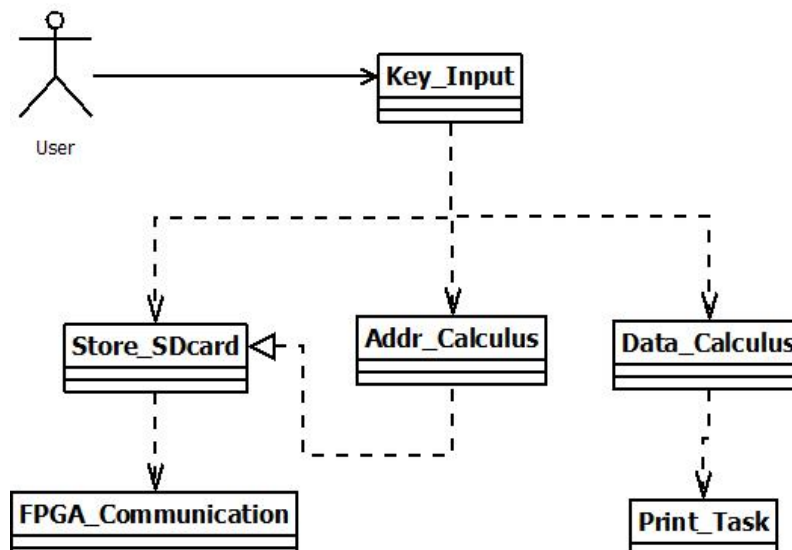 Key_Input
User
Store_SDcard
Addr_Calculus
Data_Calculus
FPGA_Communication
Print_Task